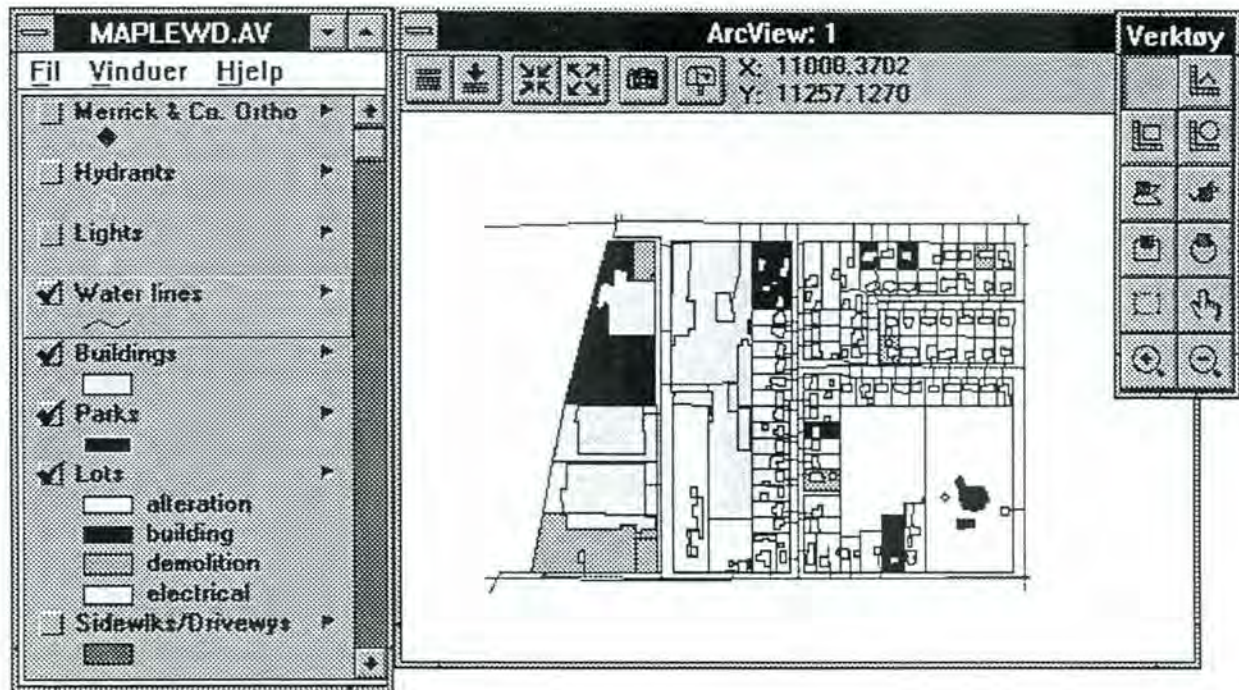 MAPLEWD.AV
Fil Vinduer Hjelp
Merrick & Co. Ortho
Hydrants
Lights
Water lines
Buildings
Parks
Lots
alteration
building
demolition
electrical
Sidewlks/Drivewys
ArcView: 1
X: 11008.3702
Y: 11257.1270
Verktøy